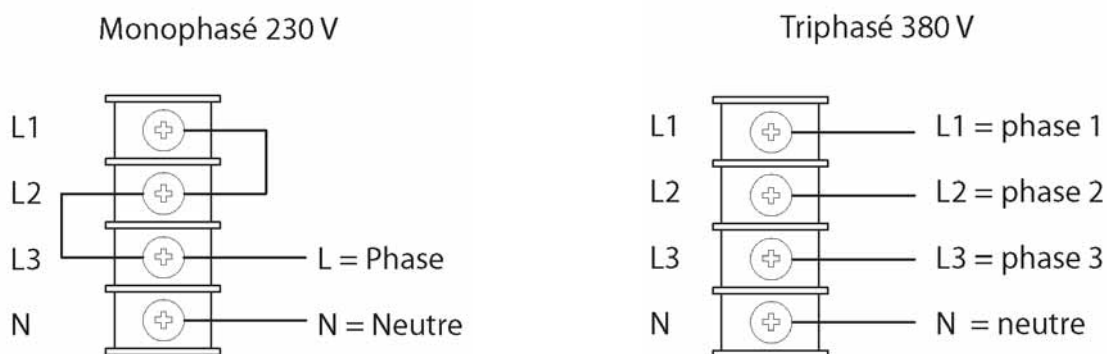 Monophasé 230 V
L1
L2
L3
L = Phase
N
N = Neutre
Triphasé 380 V
L1
L1 = phase 1
L2
L2 = phase 2
L3
L3 = phase 3
N
N = neutre